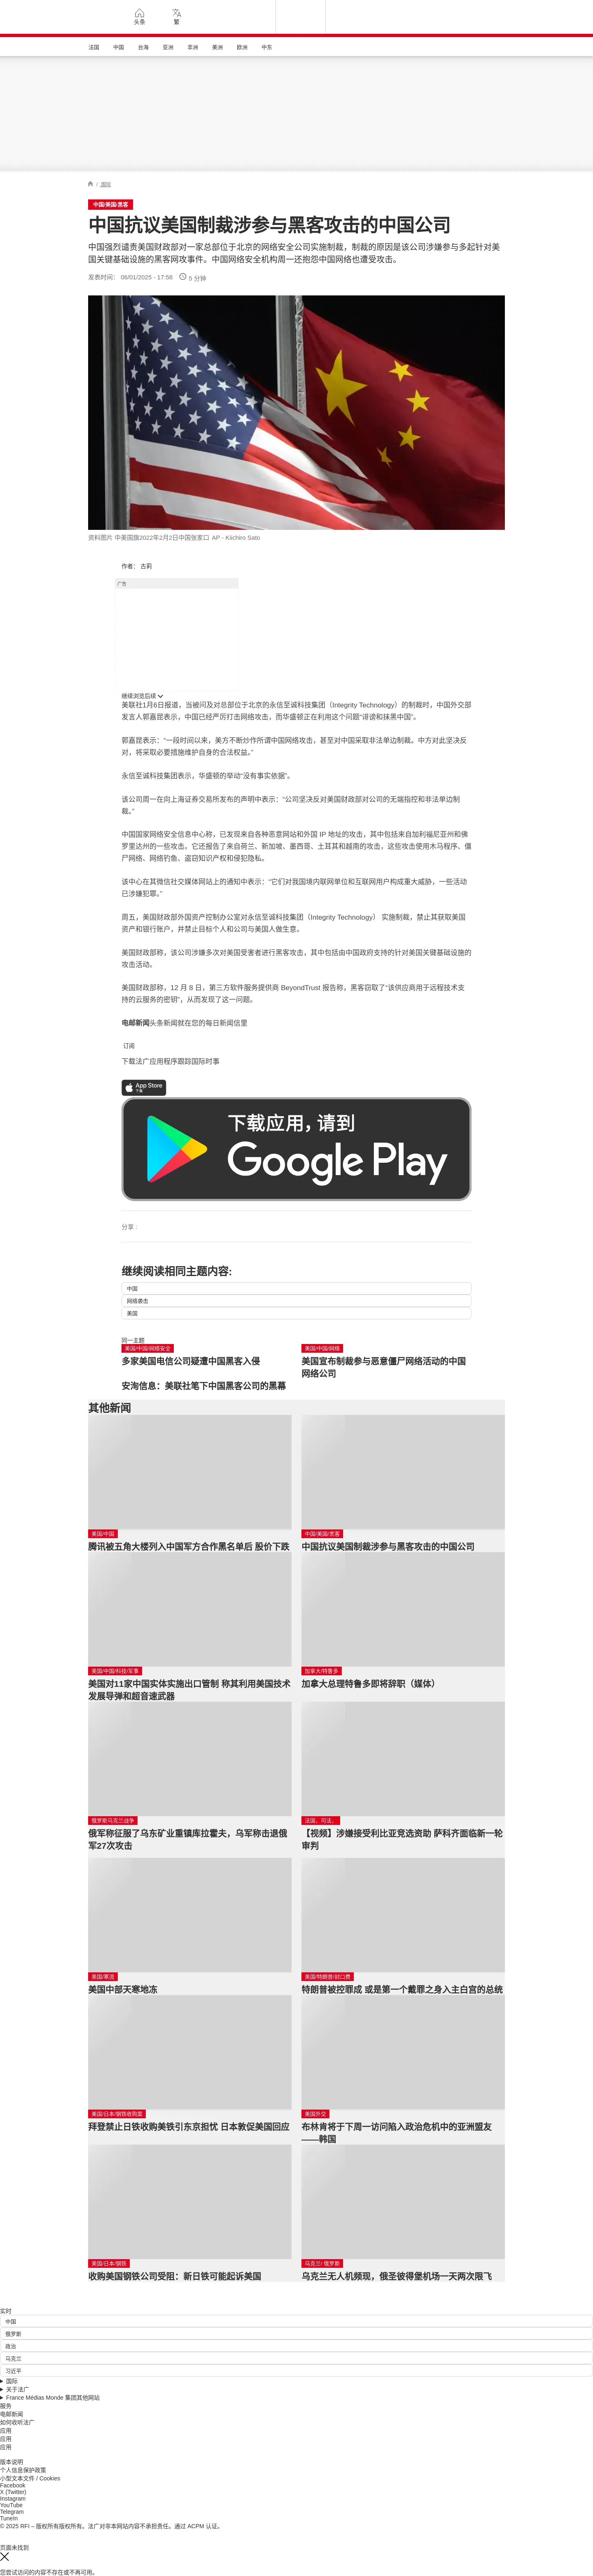 头条
繁
法国
中国
台海
亚洲
非洲
美洲
欧洲
中东
/ 国际
中国/美国/黑客
中国抗议美国制裁涉参与黑客攻击的中国公司
中国强烈谴责美国财政部对一家总部位于北京的网络安全公司实施制裁，制裁的原因是该公司涉嫌参与多起针对美
国关键基础设施的黑客网攻事件。中国网络安全机构周一还抱怨中国网络也遭受攻击。
发表时间： 06/01/2025 - 17:58 5 分钟
资料图片 中美国旗2022年2月2日中国张家口 AP - Kiichiro Sato
作者： 古莉
广告
继续浏览后续
美联社1月6日报道，当被问及对总部位于北京的永信至诚科技集团（Integrity Technology）的制裁时，中国外交部
发言人郭嘉昆表示，中国已经严厉打击网络攻击，而华盛顿正在利用这个问题“诽谤和抹黑中国”。
郭嘉昆表示：“一段时间以来，美方不断炒作所谓中国网络攻击，甚至对中国采取非法单边制裁。中方对此坚决反
对，将采取必要措施维护自身的合法权益。”
永信至诚科技集团表示，华盛顿的举动“没有事实依据”。
该公司周一在向上海证券交易所发布的声明中表示：“公司坚决反对美国财政部对公司的无端指控和非法单边制
裁。”
中国国家网络安全信息中心称，已发现来自各种恶意网站和外国 IP 地址的攻击，其中包括来自加利福尼亚州和佛
罗里达州的一些攻击。它还报告了来自荷兰、新加坡、墨西哥、土耳其和越南的攻击，这些攻击使用木马程序、僵
尸网络、网络钓鱼、盗窃知识产权和侵犯隐私。
该中心在其微信社交媒体网站上的通知中表示：“它们对我国境内联网单位和互联网用户构成重大威胁，一些活动
已涉嫌犯罪。”
周五，美国财政部外国资产控制办公室对永信至诚科技集团（Integrity Technology） 实施制裁，禁止其获取美国
资产和银行账户，并禁止目标个人和公司与美国人做生意。
美国财政部称，该公司涉嫌多次对美国受害者进行黑客攻击，其中包括由中国政府支持的针对美国关键基础设施的
攻击活动。
美国财政部称，12 月 8 日，第三方软件服务提供商 BeyondTrust 报告称，黑客窃取了“该供应商用于远程技术支
持的云服务的密钥”，从而发现了这一问题。
电邮新闻头条新闻就在您的每日新闻信里
订阅
下载法广应用程序跟踪国际时事
App Store
下载
下载应用，请到
Google Play
分享 :
继续阅读相同主题内容:
中国
网络袭击
美国
同一主题
美国/中国/网络安全
多家美国电信公司疑遭中国黑客入侵
美国/中国/网络
美国宣布制裁参与恶意僵尸网络活动的中国
网络公司
安洵信息：美联社笔下中国黑客公司的黑幕
其他新闻
美国/中国
腾讯被五角大楼列入中国军方合作黑名单后 股价下跌
中国/美国/黑客
中国抗议美国制裁涉参与黑客攻击的中国公司
美国/中国/科技/军事
美国对11家中国实体实施出口管制 称其利用美国技术
发展导弹和超音速武器
加拿大/特鲁多
加拿大总理特鲁多即将辞职（媒体）
俄罗斯乌克兰战争
俄军称征服了乌东矿业重镇库拉霍夫，乌军称击退俄
军27次攻击
法国，司法，
【视频】涉嫌接受利比亚竞选资助 萨科齐面临新一轮
审判
美国/寒流
美国中部天寒地冻
美国/特朗普/封口费
特朗普被控罪成 或是第一个戴罪之身入主白宫的总统
美国/日本/钢铁收购案
拜登禁止日铁收购美铁引东京担忧 日本敦促美国回应
美国外交
布林肯将于下周一访问陷入政治危机中的亚洲盟友
——韩国
美国/日本/钢铁
收购美国钢铁公司受阻：新日铁可能起诉美国
乌克兰/ 俄罗斯
乌克兰无人机频现，俄圣彼得堡机场一天两次限飞
实时
中国
俄罗斯
政治
乌克兰
习近平
国际
关于法广
France Médias Monde 集团其他网站
服务
电邮新闻
如何收听法广
应用
应用
应用
版本说明
个人信息保护政策
小型文本文件 / Cookies
Facebook
X (Twitter)
Instagram
YouTube
Telegram
TuneIn
© 2025 RFI – 版权所有版权所有。法广对非本网站内容不承担责任。通过 ACPM 认证。
页面未找到
您尝试访问的内容不存在或不再可用。